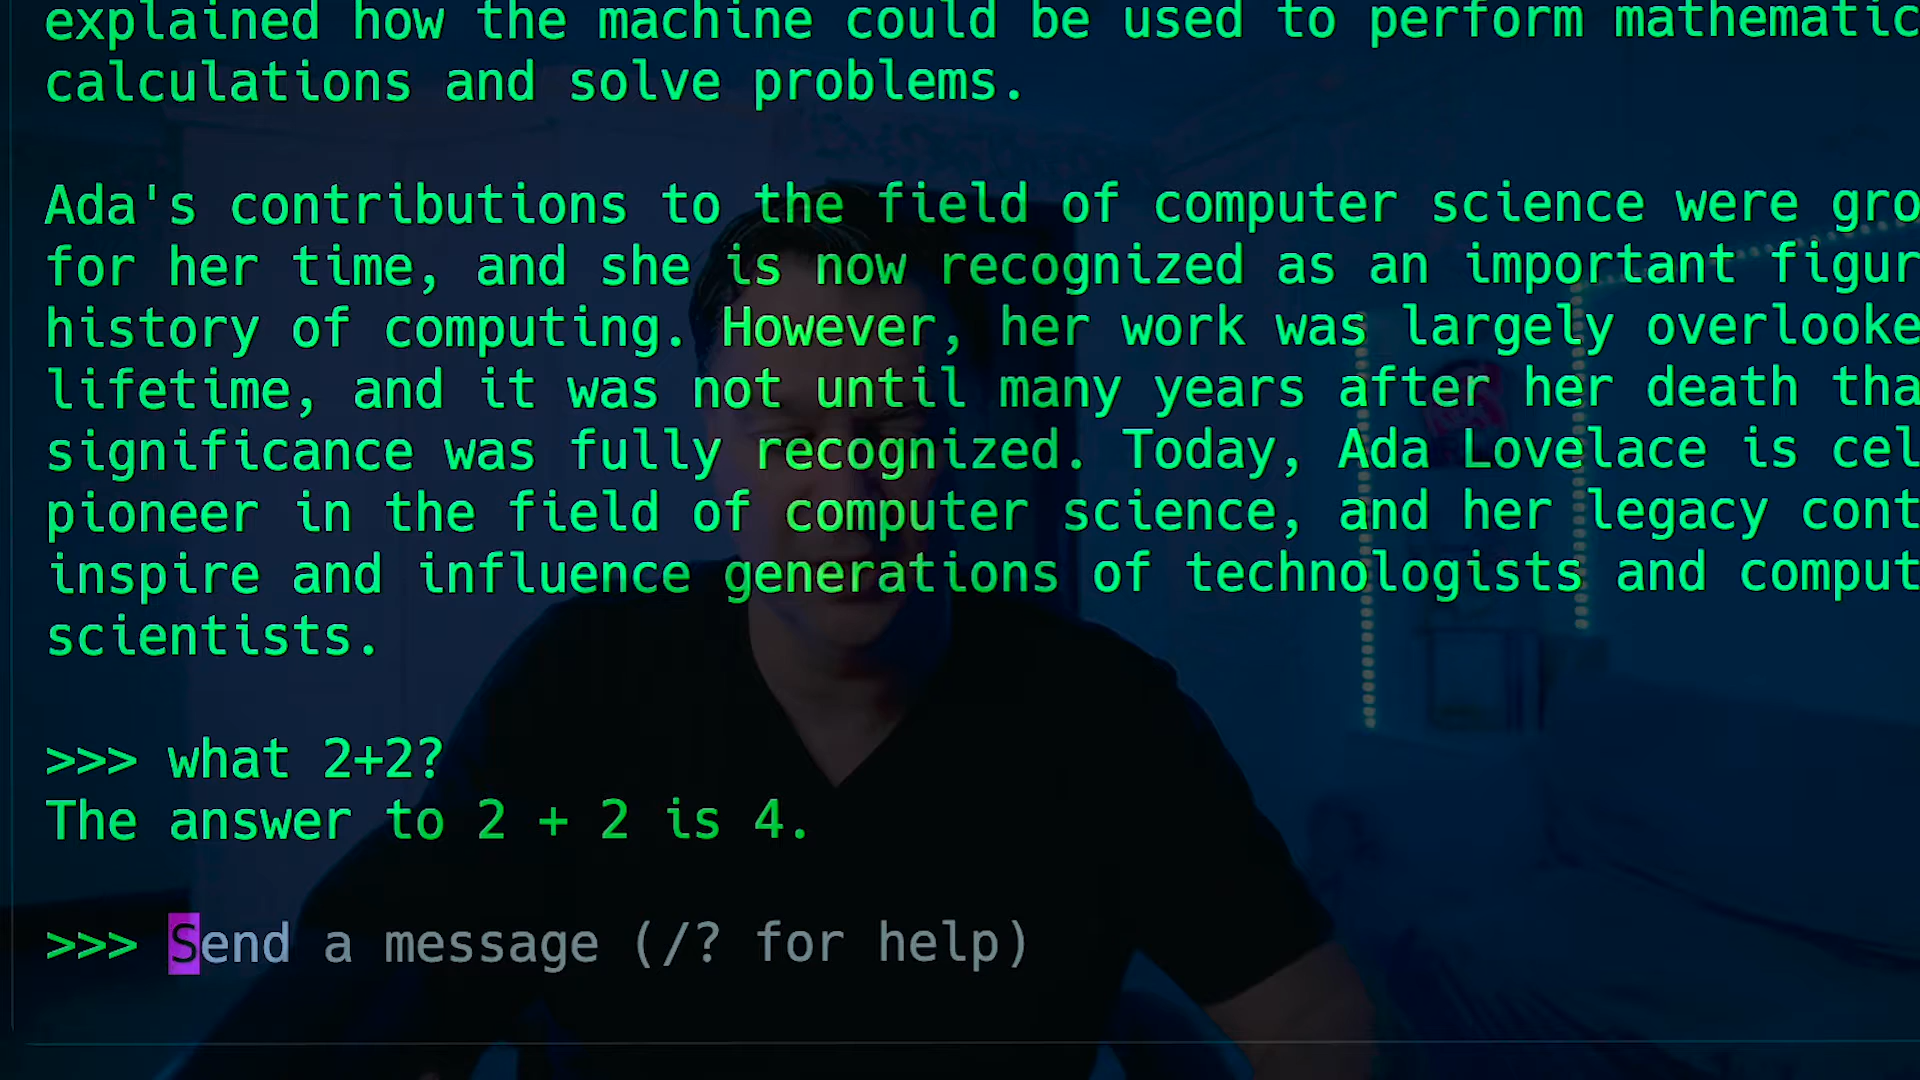 explained how the machine could be used to perform mathematic
calculations and solve problems.
Ada's contributions to the field of computer science were gro
for her time, and she is now recognized as an important figur
history of computing. However, her work was largely overlooke
lifetime, and it was not until many years after her death tha
significance was fully recognized. Today, Ada Lovelace is cel
pioneer in the field of computer science, and her legacy cont
inspire and influence generations of technologists and comput
scientists.
>>> what 2+2?
The answer to 2 + 2 is 4.
>>> Send a message (/? for help)